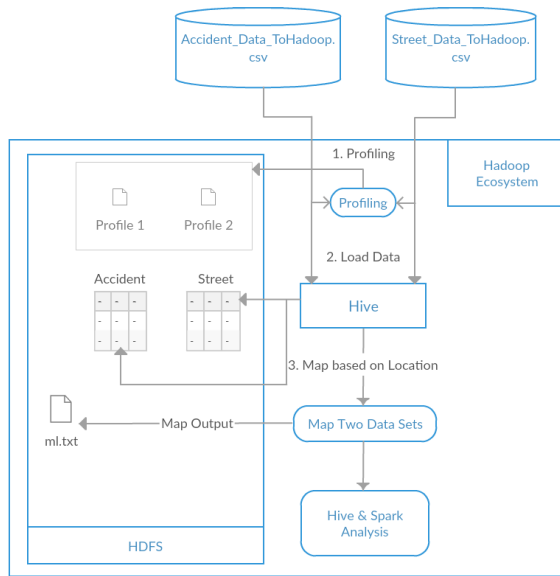 Accident_Data_ToHadoop.
csv
Street_Data_ToHadoop.
csv
1. Profiling
Hadoop
Ecosystem
Profile 1
Profile 2
Profiling
2. Load Data
Accident
Street
- - -
- - -
- - -
- - -
- - -
- - -
Hive
3. Map based on Location
ml.txt
Map Output
Map Two Data Sets
Hive & Spark
Analysis
HDFS